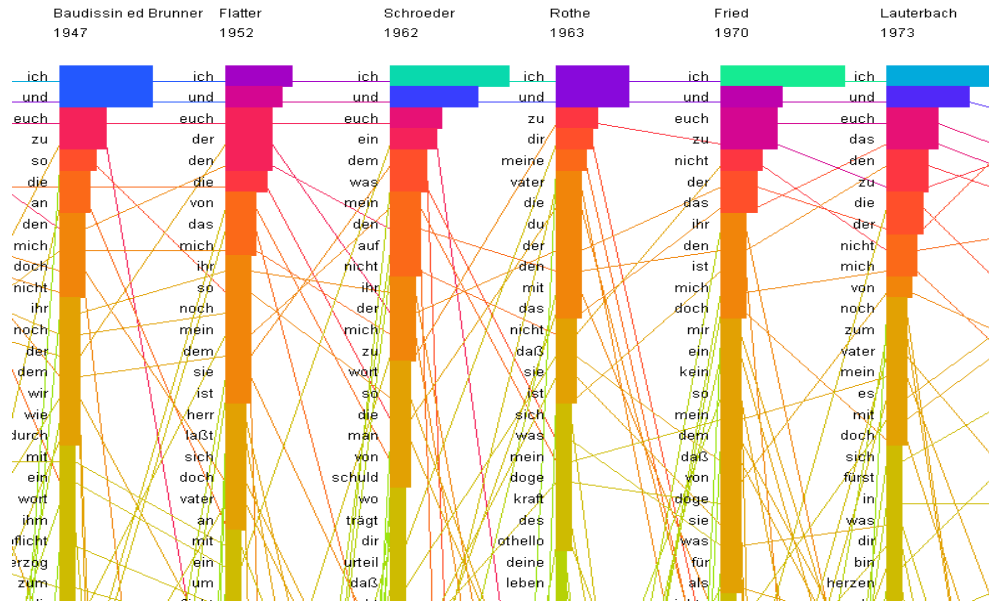 Baudissin ed Brunner Flatter Schroeder Rothe Fried Lauterbach
1947 1952 1962 1963 1970 1973
ich ich ich ich ich ich
und und und und und und
euch euch euch zu euch euch
zu der ein dir zu das
so den dem meine nicht den
die die was vater der zu
an von mein die das die
den das den du ihr der
mich mich auf der den nicht
doch ihr nicht den ist mich
nicht so ihr mit mich von
ihr noch der das doch noch
noch mein mich nicht mir zum
der dem zu daß ein vater
dem sie wort sie kein mein
wir ist so ist so es
wie herr die sich mein mit
durch laßt man was dem doch
mit sich von mein daß sich
ein doch schuld doge von fürst
wort vater wo kraft doge in
ihm an trägt des sie was
flicht mit dir othello was dir
erzog ein urteil deine für bin
zum um daß leben als herzen